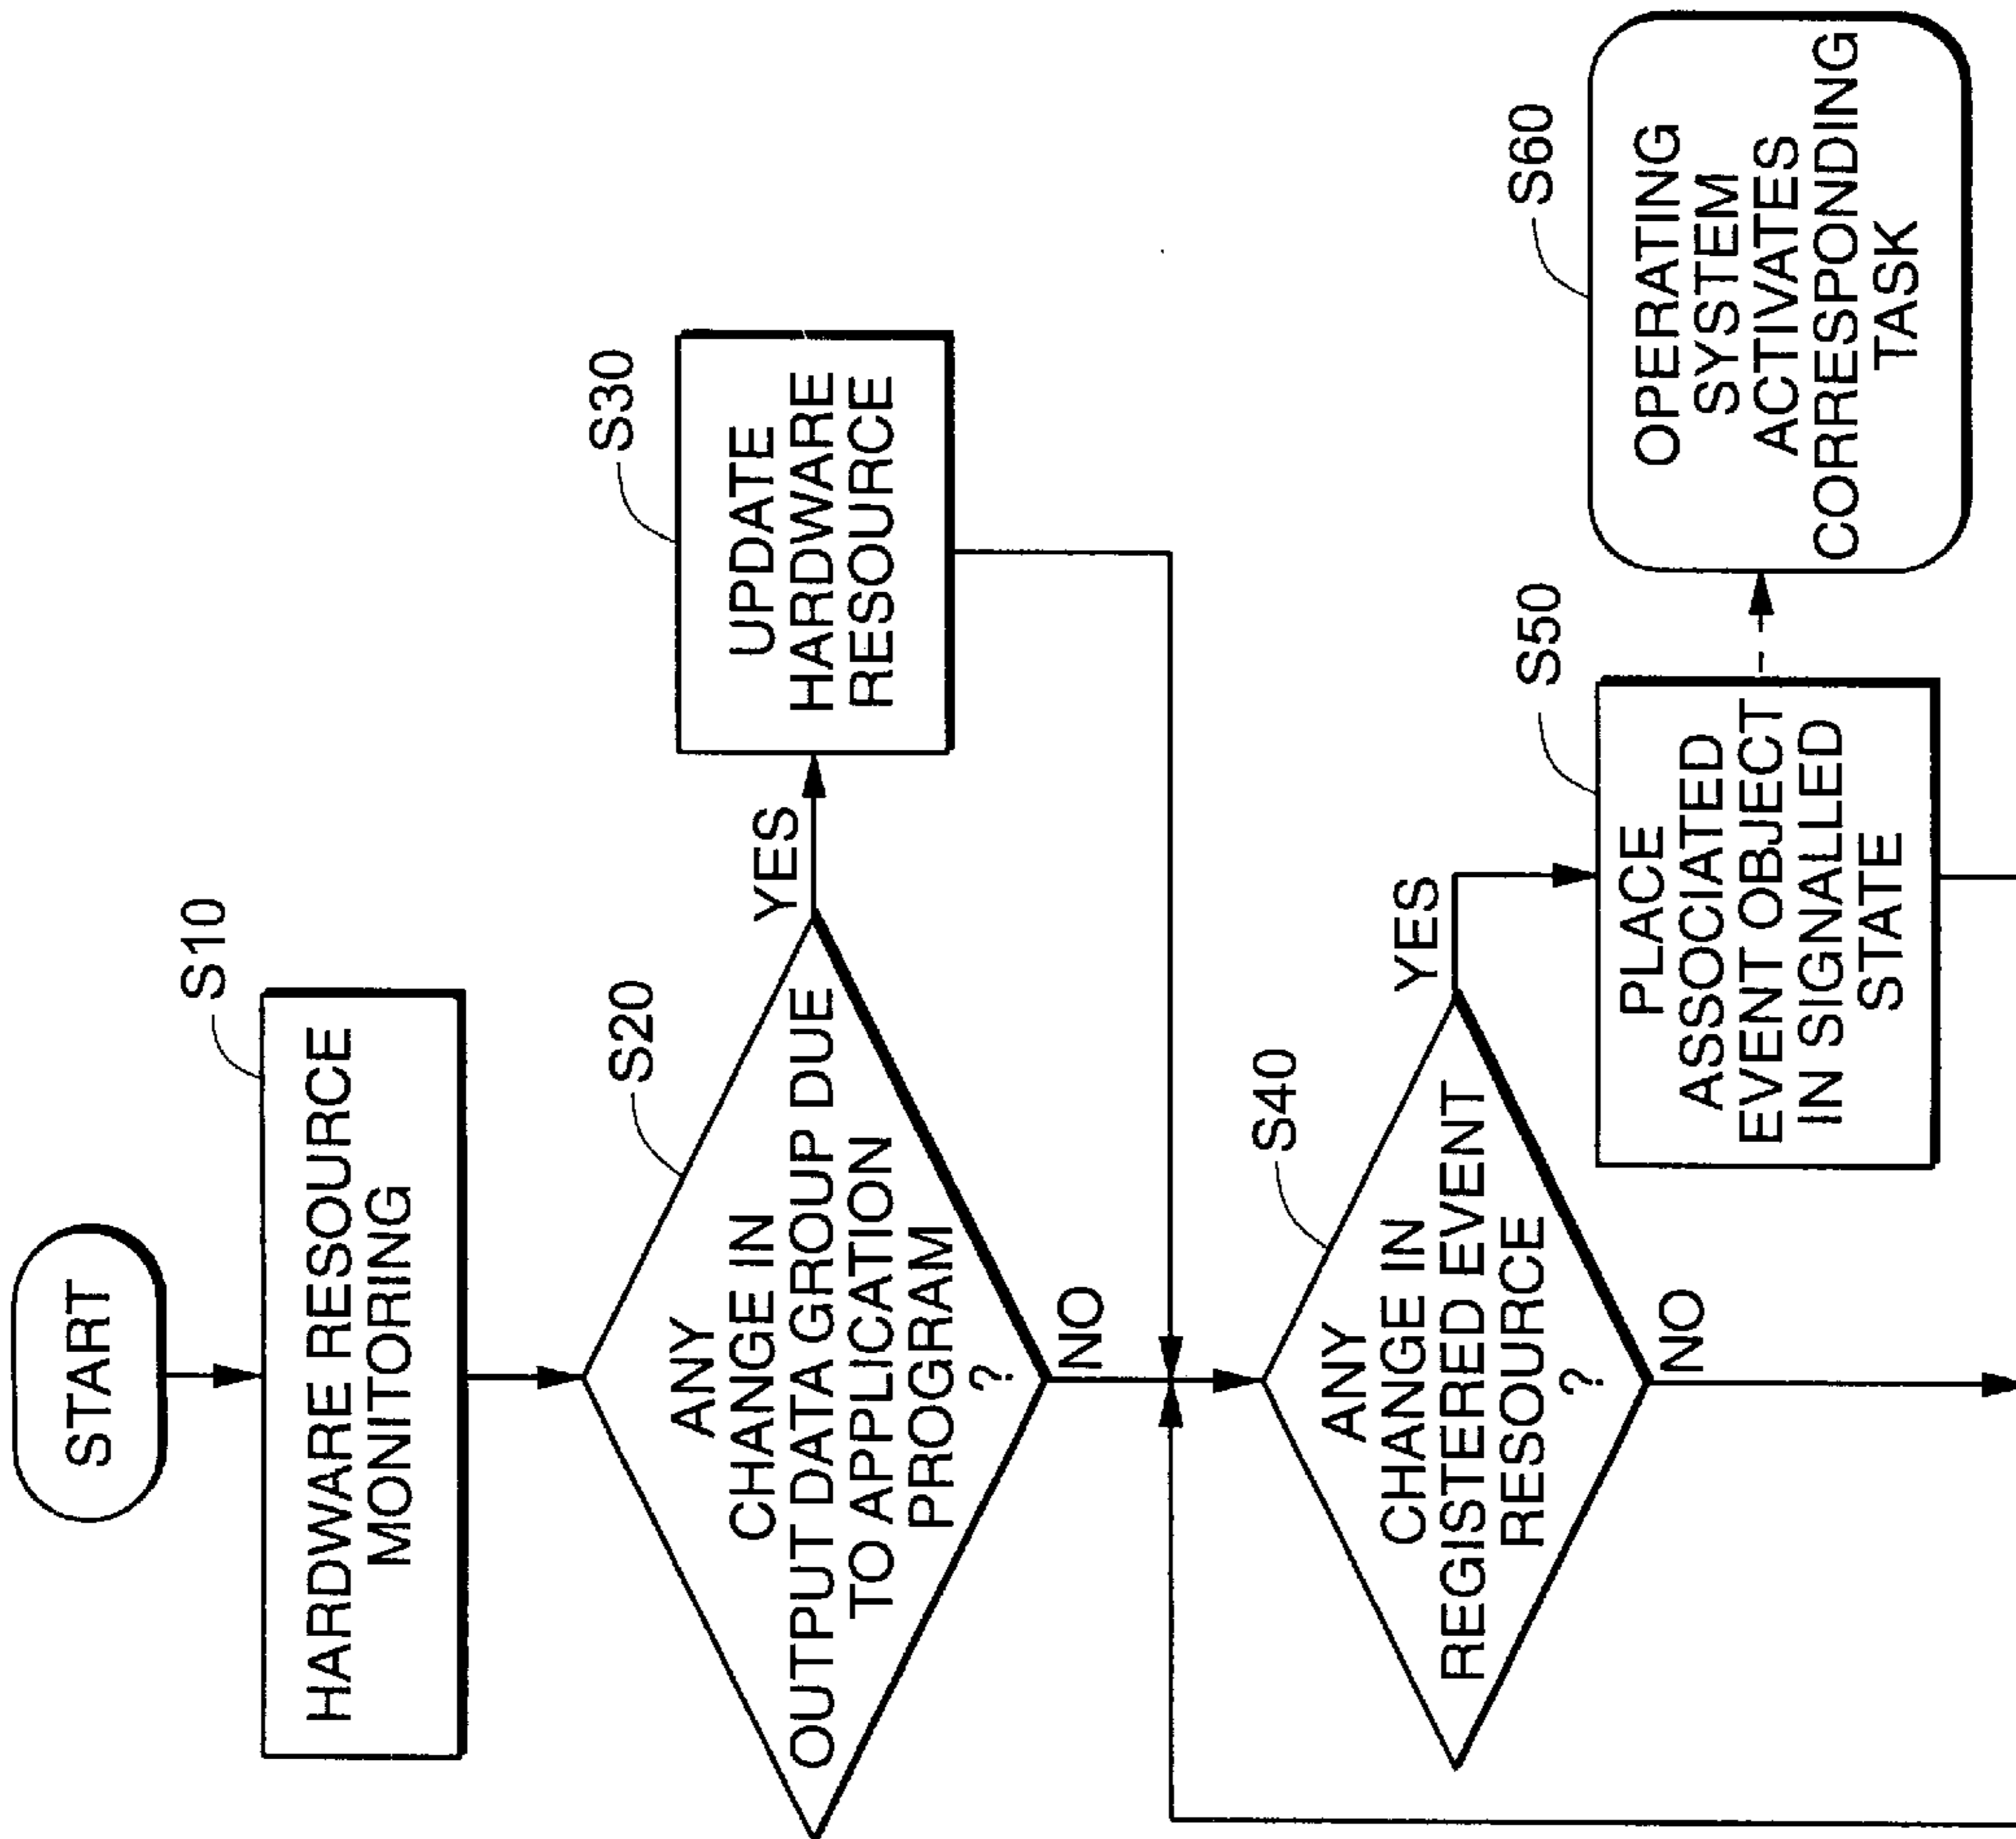 START
S10
HARDWARE RESOURCE
MONITORING
S20
ANY
CHANGE IN
OUTPUT DATA GROUP DUE
TO APPLICATION
PROGRAM
?
YES
NO
S30
UPDATE
HARDWARE
RESOURCE
S40
ANY
CHANGE IN
REGISTERED EVENT
RESOURCE
?
YES
NO
S50
PLACE
ASSOCIATED
EVENT OBJECT
IN SIGNALLED
STATE
S60
OPERATING
SYSTEM
ACTIVATES
CORRESPONDING
TASK